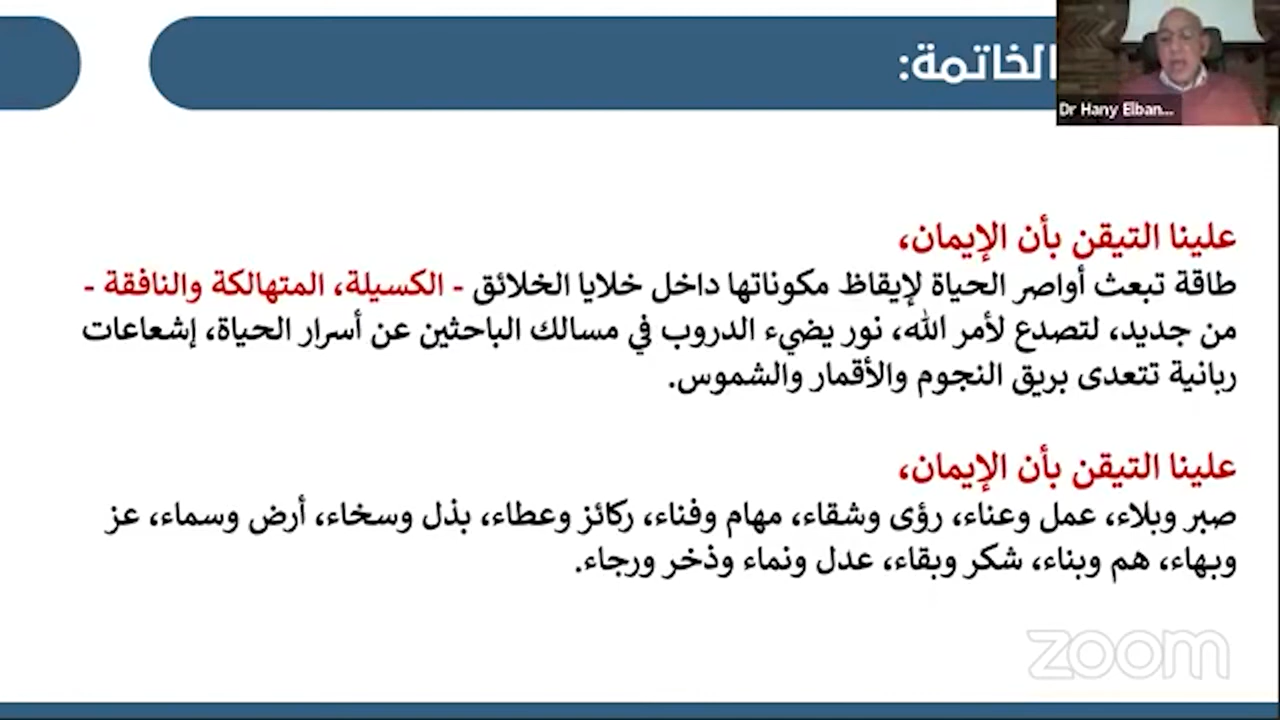 الخاتمة:
Dr Hany Elban...
علينا التيقن بأن الإيمان،
طاقة تبعث أواصر الحياة لإيقاظ مكوناتها داخل خلايا الخلائق - الكسيلة، المتهالكة والنافقة -
من جديد، لتصدع لأمر الله، نور يضيء الدروب في مسالك الباحثين عن أسرار الحياة، إشعاعات
ربانية تتعدى بريق النجوم والأقمار والشموس.
علينا التيقن بأن الإيمان،
صبر وبلاء، عمل وعناء، رؤى وشقاء، مهام وفناء، ركائز وعطاء، بذل وسخاء، أرض وسماء، عز
وبهاء، هم وبناء، شكر وبقاء، عدل ونماء وذخر ورجاء.
zoom